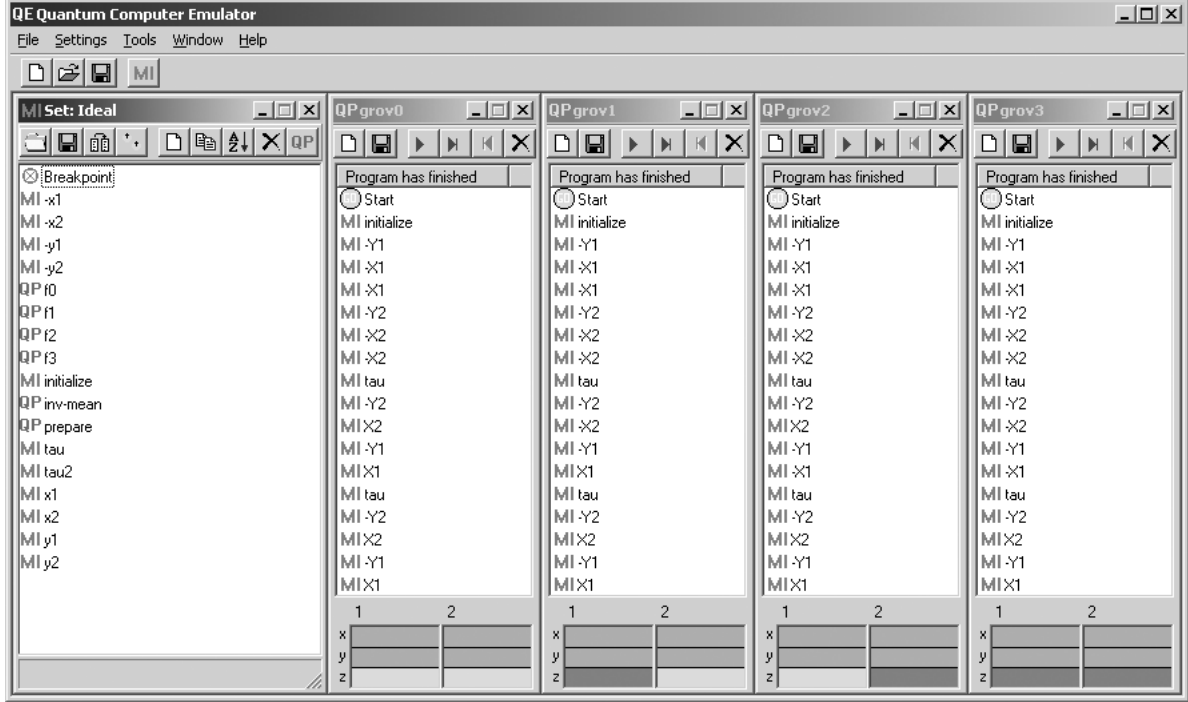 QE Quantum Computer Emulator
File Settings Tools Window Help
MI
MI Set: Ideal
QP
Breakpoint
MI -x1
MI -x2
MI -y1
MI -y2
QP f0
QP f1
QP f2
QP f3
MI initialize
QP inv-mean
QP prepare
MI tau
MI tau2
MI x1
MI x2
MI y1
MI y2
QP grov0
Program has finished
Start
MI initialize
MI -Y1
MI -X1
MI -X1
MI -Y2
MI -X2
MI -X2
MI tau
MI -Y2
MI X2
MI -Y1
MI X1
MI tau
MI -Y2
MI X2
MI -Y1
MI X1
1 2
x
y
z
QP grov1
Program has finished
Start
MI initialize
MI -Y1
MI -X1
MI -X1
MI -Y2
MI -X2
MI -X2
MI tau
MI -Y2
MI -X2
MI -Y1
MI X1
MI tau
MI -Y2
MI X2
MI -Y1
MI X1
1 2
x
y
z
QP grov2
Program has finished
Start
MI initialize
MI -Y1
MI -X1
MI -X1
MI -Y2
MI -X2
MI -X2
MI tau
MI -Y2
MI X2
MI -Y1
MI -X1
MI tau
MI -Y2
MI X2
MI -Y1
MI X1
1 2
x
y
z
QP grov3
Program has finished
Start
MI initialize
MI -Y1
MI -X1
MI -X1
MI -Y2
MI -X2
MI -X2
MI tau
MI -Y2
MI -X2
MI -Y1
MI -X1
MI tau
MI -Y2
MI X2
MI -Y1
MI X1
1 2
x
y
z